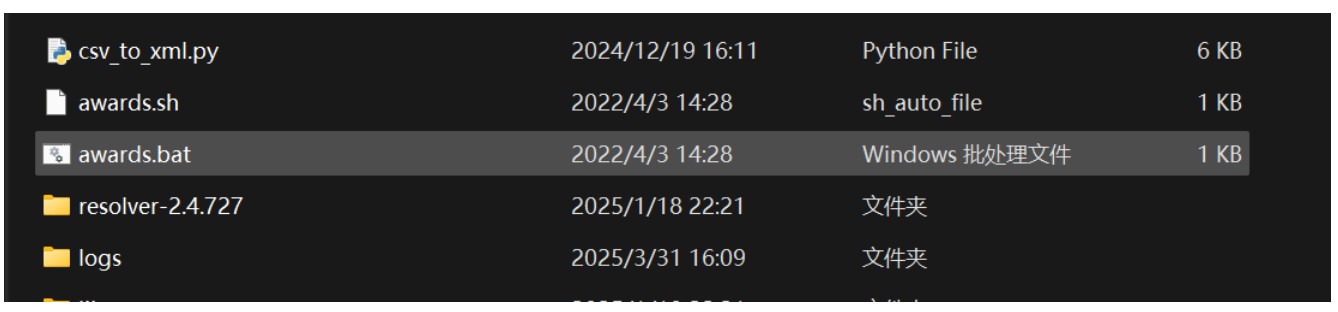 csv_to_xml.py 2024/12/19 16:11 Python File 6 KB
awards.sh 2022/4/3 14:28 sh_auto_file 1 KB
awards.bat 2022/4/3 14:28 Windows 批处理文件 1 KB
resolver-2.4.727 2025/1/18 22:21 文件夹
logs 2025/3/31 16:09 文件夹